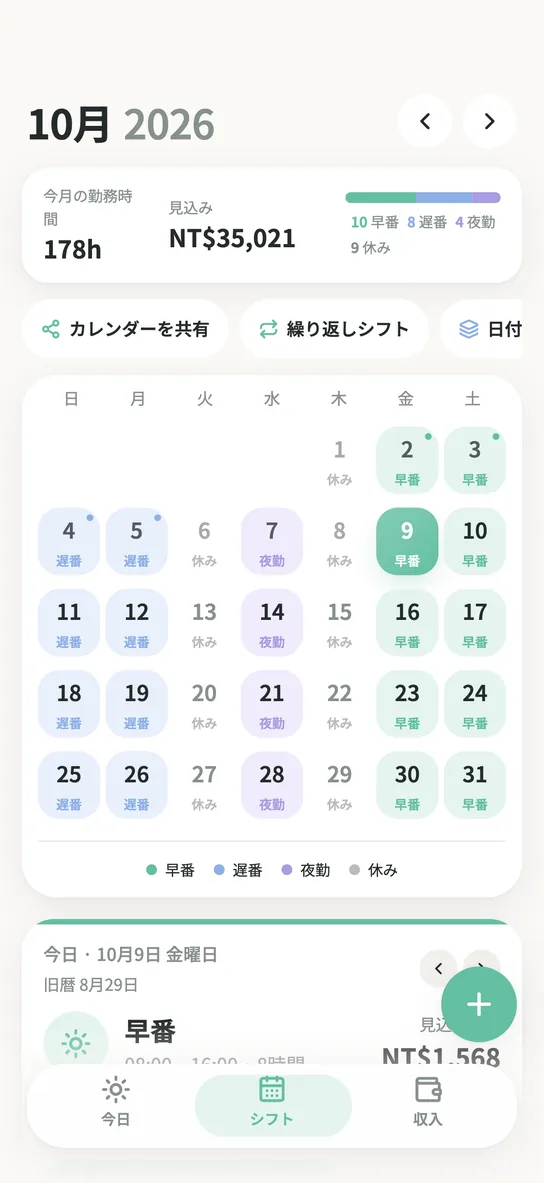 10月 2026
今月の勤務時
間
178h
見込み
NT$35,021
10 早番 8 遅番 4 夜勤
9 休み
カレンダーを共有
繰り返しシフト
日付
日 月 火 水 木 金 土
1 2 3
休み 早番 早番
4 5 6 7 8 9 10
遅番 遅番 休み 夜勤 休み 早番 早番
11 12 13 14 15 16 17
遅番 遅番 休み 夜勤 休み 早番 早番
18 19 20 21 22 23 24
遅番 遅番 休み 夜勤 休み 早番 早番
25 26 27 28 29 30 31
遅番 遅番 休み 夜勤 休み 早番 早番
早番 遅番 夜勤 休み
今日・10月9日 金曜日
旧暦 8月29日
早番
見込
08:00 16:00・8時間
NT$1,568
今日
シフト
収入